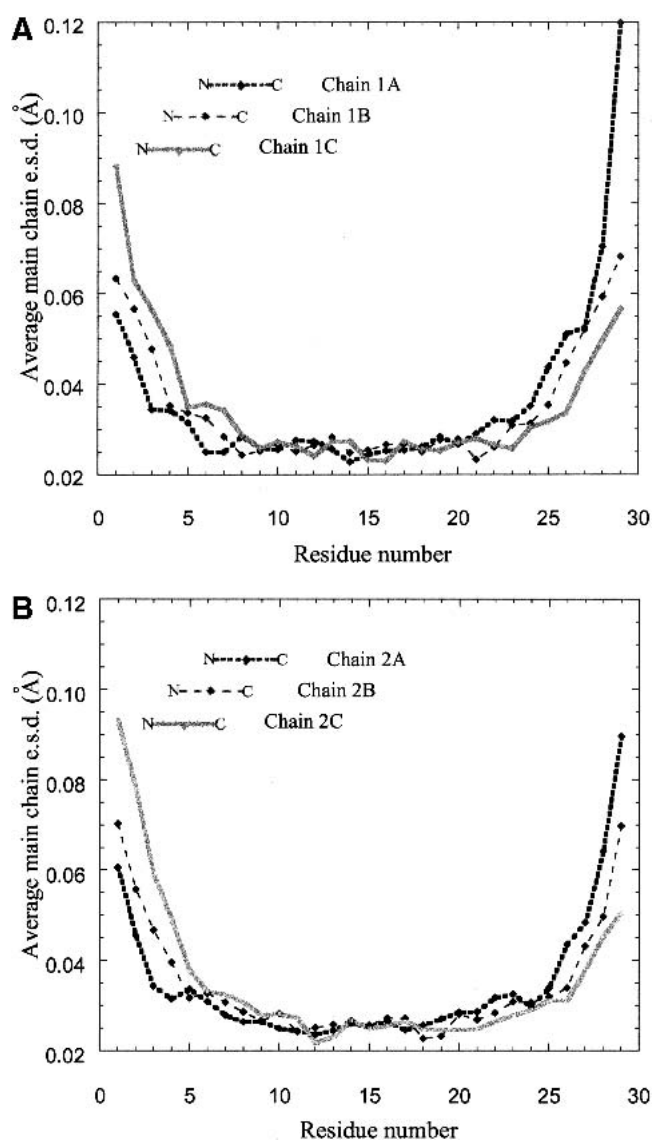 A
0.12
0.10
0.08
0.06
0.04
0.02
Average main chain e.s.d. (Å)
N C Chain 1A
N C Chain 1B
N C Chain 1C
0 5 10 15 20 25 30
Residue number
B
0.12
0.10
0.08
0.06
0.04
0.02
Average main chain e.s.d. (Å)
N C Chain 2A
N C Chain 2B
N C Chain 2C
0 5 10 15 20 25 30
Residue number